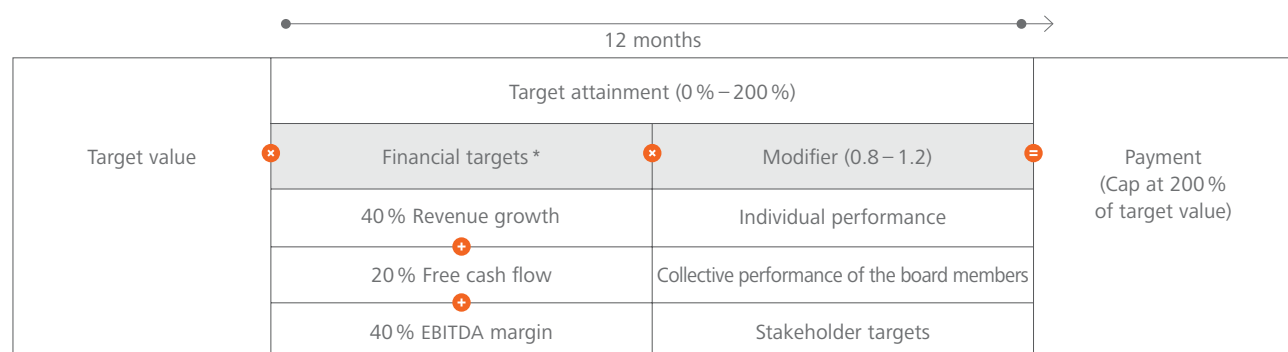 12 months
Target attainment (0 % – 200 %)
Target value
×
Financial targets *
×
Modifier (0.8 – 1.2)
=
Payment
(Cap at 200 %
of target value)
40 % Revenue growth
Individual performance
+
20 % Free cash flow
Collective performance of the board members
+
40 % EBITDA margin
Stakeholder targets